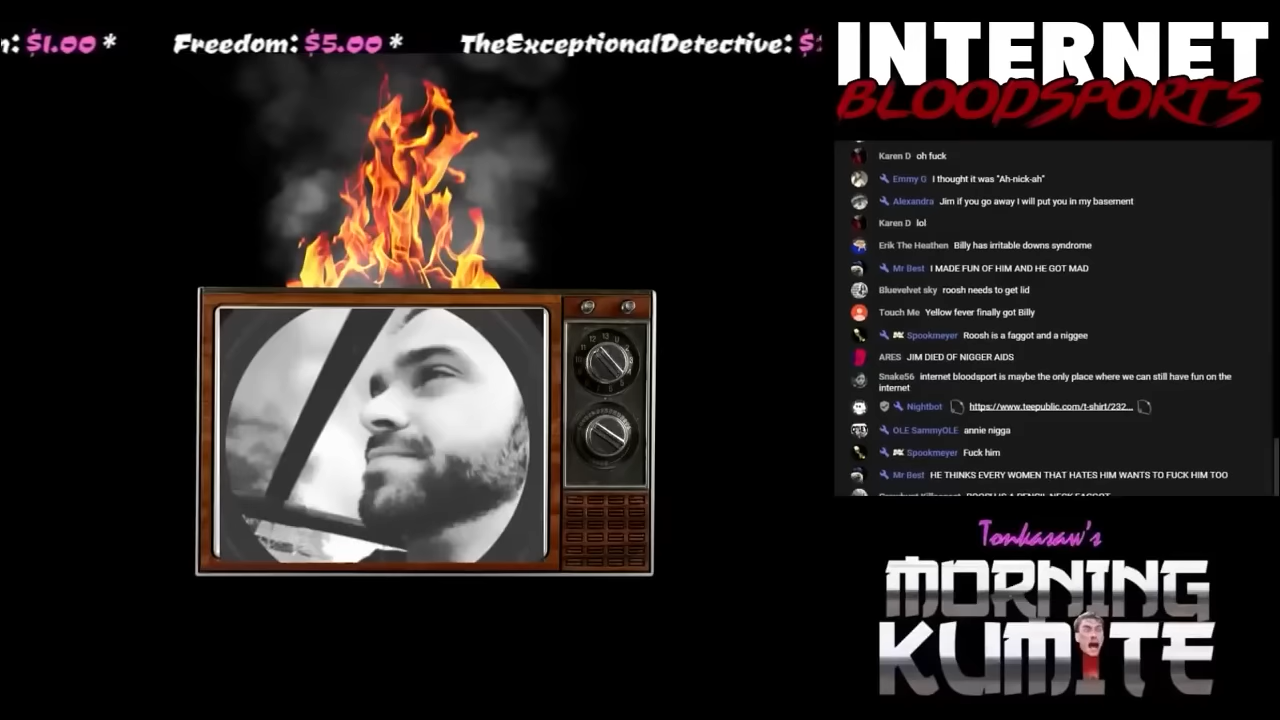 n: $1.00 * Freedom: $5.00 * TheExceptionalDetective: $
INTERNET
BLOODSPORTS
Karen D oh fuck
Emmy G I thought it was "Ah-nick-ah"
Alexandra Jim if you go away I will put you in my basement
Karen D lol
Erik The Heathen Billy has irritable downs syndrome
Mr Best I MADE FUN OF HIM AND HE GOT MAD
Bluevelvet sky roosh needs to get lid
Touch Me Yellow fever finally got Billy
Spookmeyer Roosh is a faggot and a niggee
ARES JIM DIED OF NIGGER AIDS
Snake56 internet bloodsport is maybe the only place where we can still have fun on the
internet
Nightbot https://www.teepublic.com/t-shirt/232...
OLE SammyOLE annie nigga
Spookmeyer Fuck him
Mr Best HE THINKS EVERY WOMEN THAT HATES HIM WANTS TO FUCK HIM TOO
Tonkasaw's
MORNING
KUMITE